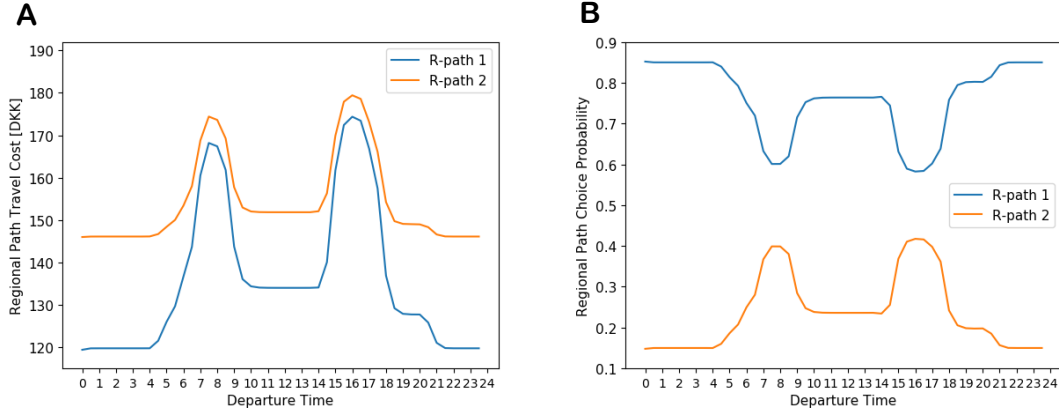 A
Regional Path Travel Cost [DKK]
190
180
170
160
150
140
130
120
R-path 1
R-path 2
0 1 2 3 4 5 6 7 8 9 10 11 12 13 14 15 16 17 18 19 20 21 22 23 24
Departure Time
B
Regional Path Choice Probability
0.9
0.8
0.7
0.6
0.5
0.4
0.3
0.2
0.1
R-path 1
R-path 2
0 1 2 3 4 5 6 7 8 9 10 11 12 13 14 15 16 17 18 19 20 21 22 23 24
Departure Time